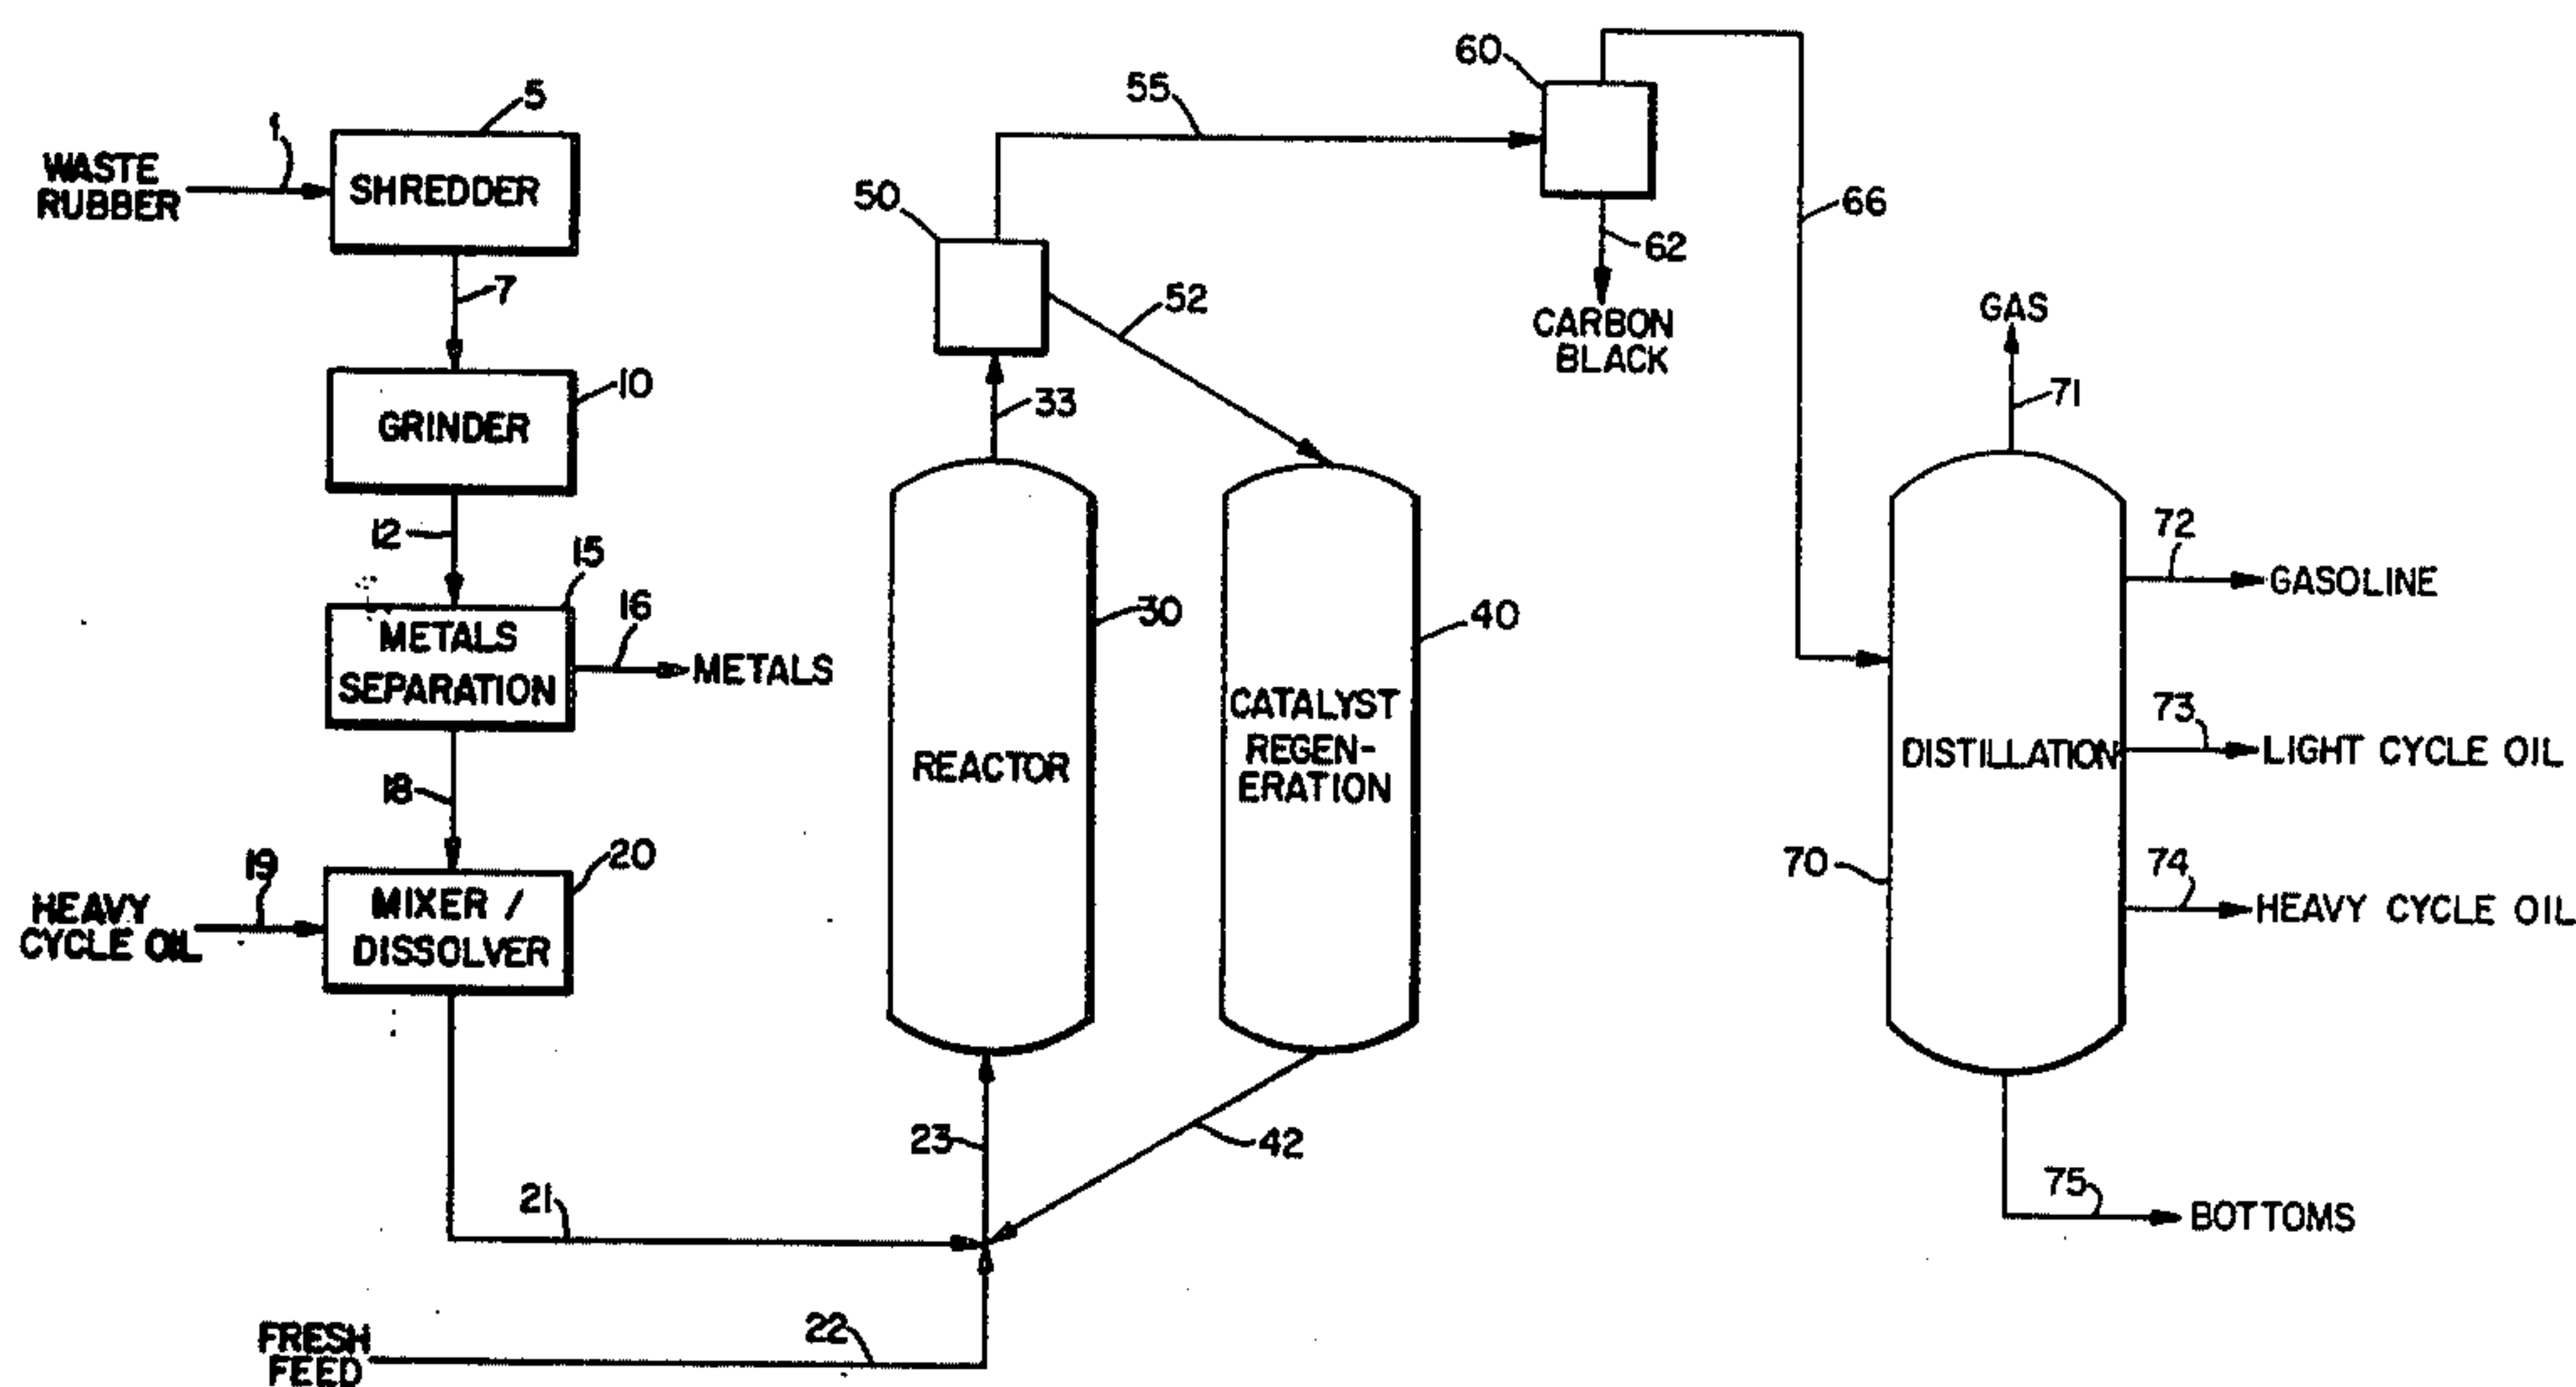 5
1
WASTE
RUBBER
SHREDDER
7
10
GRINDER
12
15
METALS
SEPARATION
16
METALS
18
19
20
HEAVY
CYCLE OIL
MIXER /
DISSOLVER
21
FRESH
FEED
22
23
42
30
REACTOR
40
CATALYST
REGEN-
ERATION
33
50
52
55
60
62
CARBON
BLACK
66
GAS
71
72
GASOLINE
73
LIGHT CYCLE OIL
DISTILLATION
70
74
HEAVY CYCLE OIL
75
BOTTOMS